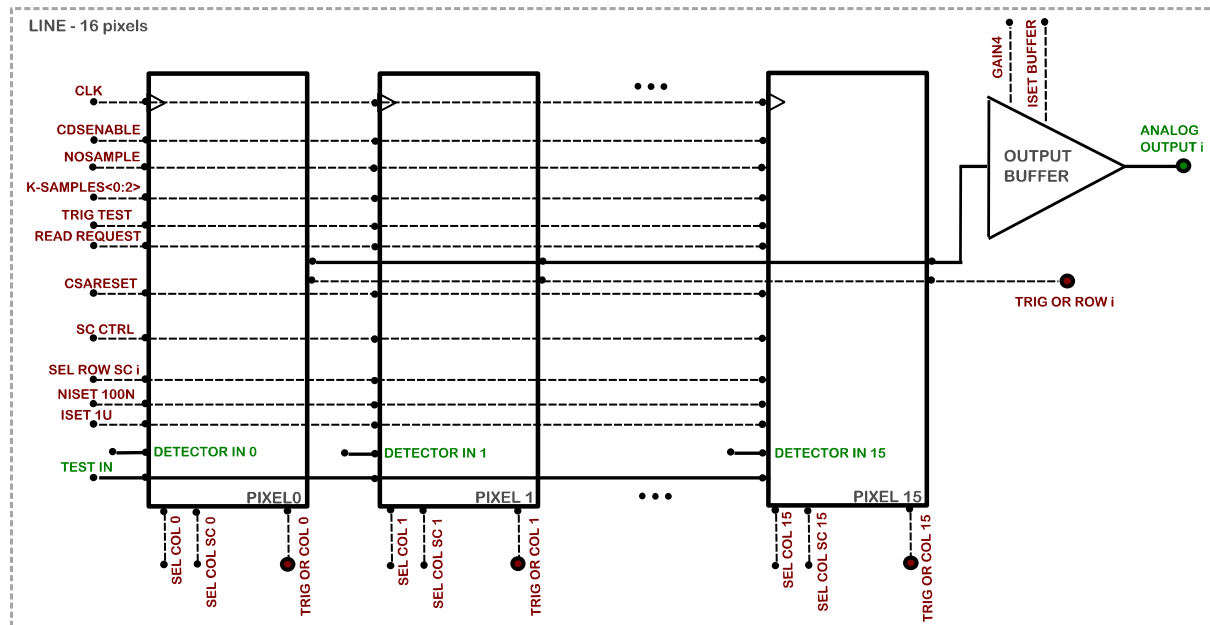 LINE - 16 pixels
GAIN4
ISET BUFFER
CLK
CDSENABLE
NOSAMPLE
K-SAMPLES<0:2>
TRIG TEST
READ REQUEST
CSARESET
SC CTRL
SEL ROW SC i
NISET 100N
ISET 1U
TEST IN
DETECTOR IN 0
PIXEL0
DETECTOR IN 1
PIXEL 1
DETECTOR IN 15
PIXEL 15
OUTPUT
BUFFER
ANALOG
OUTPUT i
TRIG OR ROW i
SEL COL 0
SEL COL SC 0
TRIG OR COL 0
SEL COL 1
SEL COL SC 1
TRIG OR COL 1
SEL COL 15
SEL COL SC 15
TRIG OR COL 15